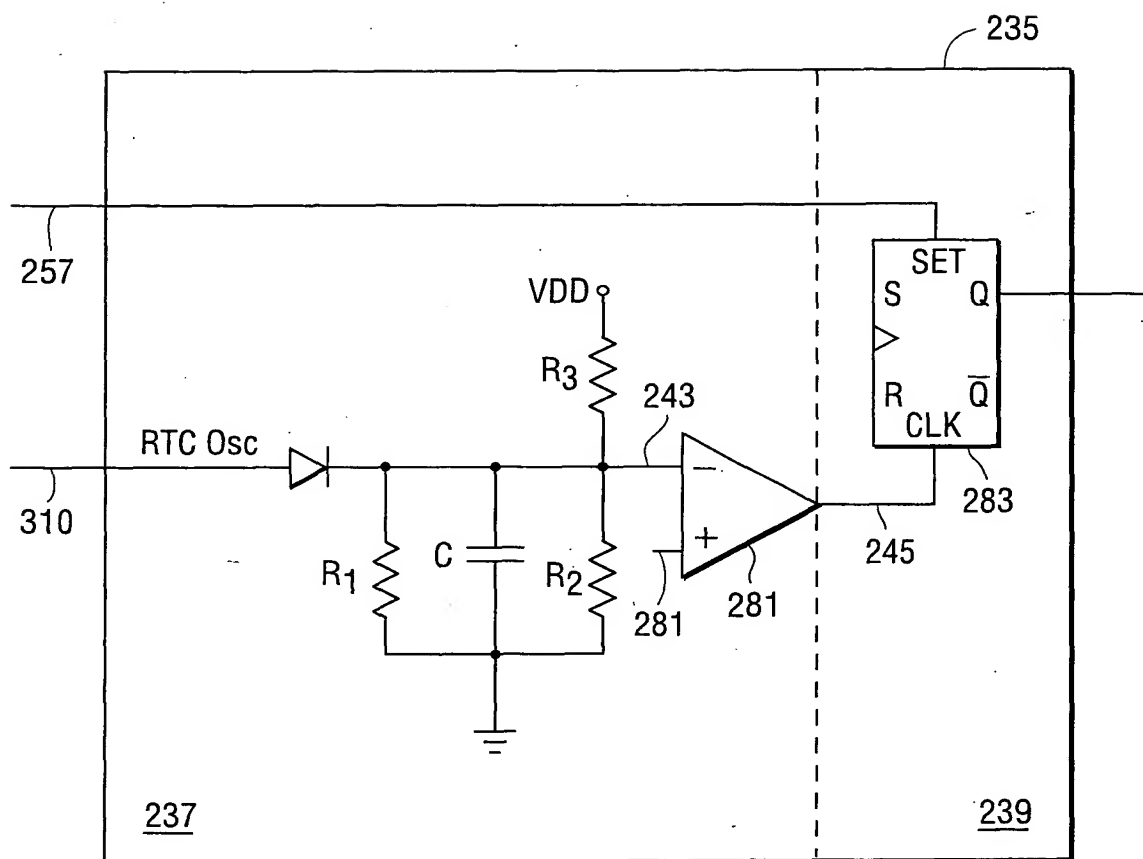 235
257
SET
S Q
R Q̅
CLK
283
VDD
R3
243
RTC Osc
310
−
+
R1
C
R2
281
281
245
237
239